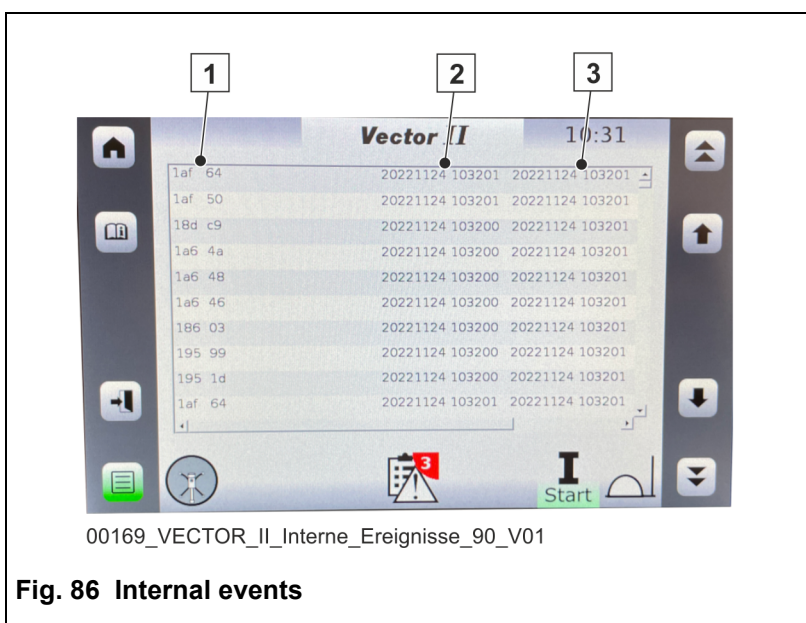 1
2
3
Vector II
10:31
1af 64 20221124 103201 20221124 103201
1af 50 20221124 103201 20221124 103201
18d c9 20221124 103200 20221124 103201
1a6 4a 20221124 103200 20221124 103201
1a6 48 20221124 103200 20221124 103201
1a6 46 20221124 103200 20221124 103201
186 03 20221124 103200 20221124 103201
195 99 20221124 103200 20221124 103201
195 1d 20221124 103200 20221124 103201
1af 64 20221124 103201 20221124 103201
3
I
Start
00169_VECTOR_II_Interne_Ereignisse_90_V01
Fig. 86 Internal events